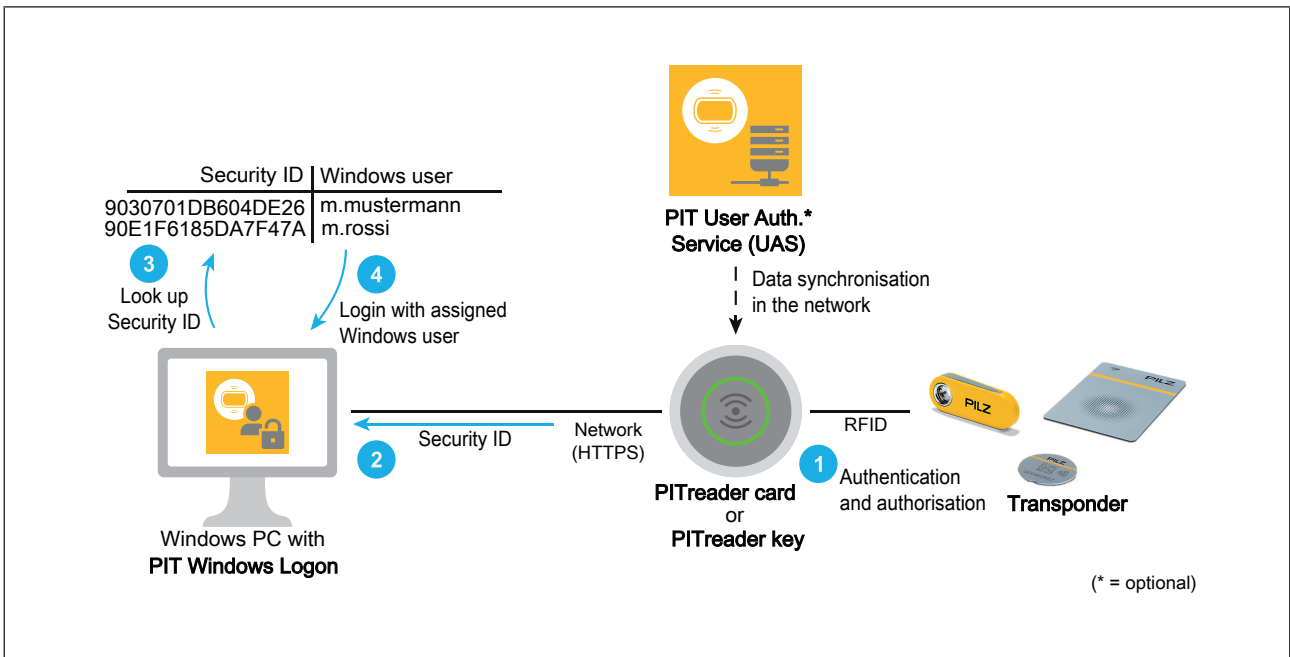 Security ID Windows user
9030701DB604DE26 m.mustermann
90E1F6185DA7F47A m.rossi
3
Look up
Security ID
4
Login with assigned
Windows user
PIT User Auth.*
Service (UAS)
Data synchronisation
in the network
2
Security ID
Network
(HTTPS)
RFID
1
Authentication
and authorisation
PILZ
PILZ
PILZ
Transponder
PITreader card
or
PITreader key
Windows PC with
PIT Windows Logon
(* = optional)